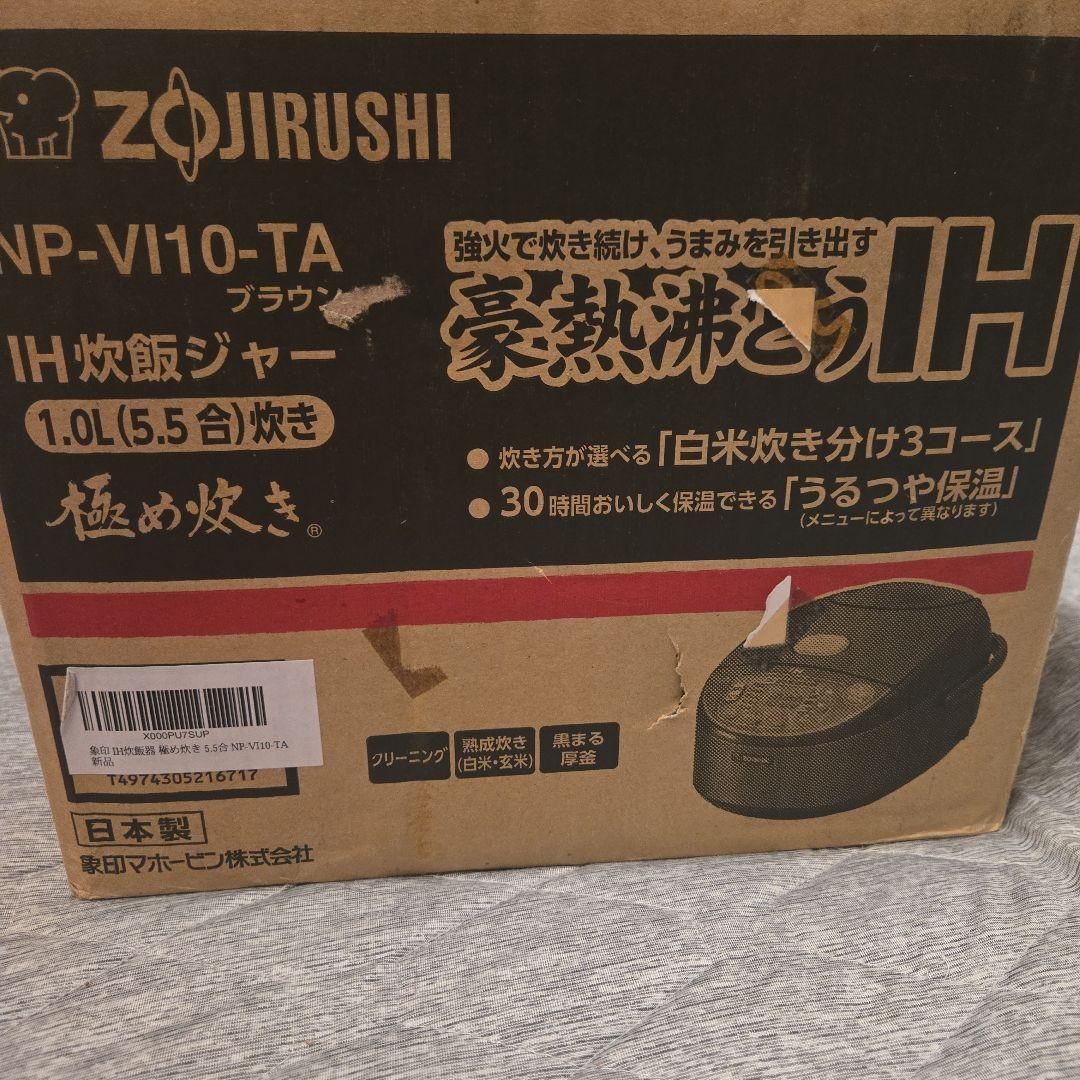 ZOJIRUSHI
NP-VI10-TA
ブラウン
IH炊飯ジャー
1.0L(5.5合)炊き
極め炊き®
強火で炊き続け、うまみを引き出す
豪熱沸とうIH
● 炊き方が選べる「白米炊き分け3コース」
● 30時間おいしく保温できる「うるつや保温」
(メニューによって異なります)
X000PU7SUP
象印 IH炊飯器 極め炊き 5.5合 NP-VI10-TA
新品
T4974305216717
クリーニング
熟成炊き
(白米・玄米)
黒まる
厚釜
日本製
象印マホービン株式会社